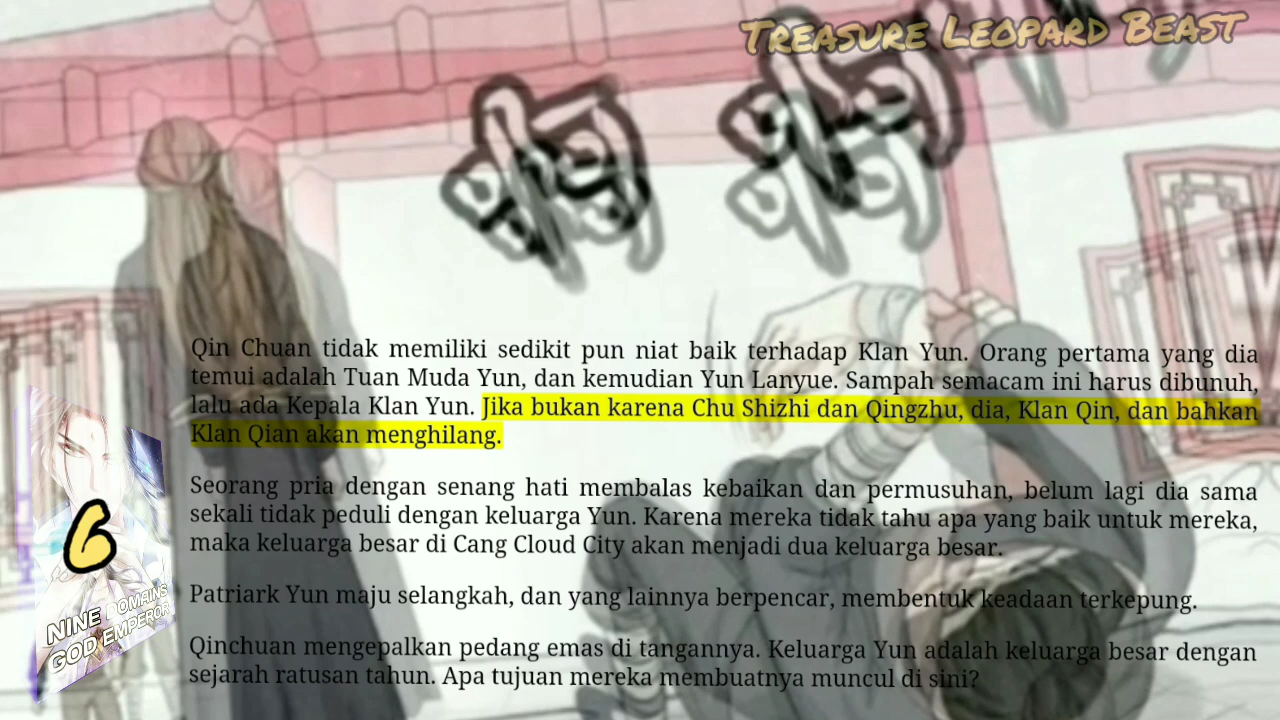 Treasure Leopard Beast
Qin Chuan tidak memiliki sedikit pun niat baik terhadap Klan Yun. Orang pertama yang dia
temui adalah Tuan Muda Yun, dan kemudian Yun Lanyue. Sampah semacam ini harus dibunuh,
lalu ada Kepala Klan Yun. Jika bukan karena Chu Shizhi dan Qingzhu, dia, Klan Qin, dan bahkan
Klan Qian akan menghilang.
Seorang pria dengan senang hati membalas kebaikan dan permusuhan, belum lagi dia sama
sekali tidak peduli dengan keluarga Yun. Karena mereka tidak tahu apa yang baik untuk mereka,
maka keluarga besar di Cang Cloud City akan menjadi dua keluarga besar.
Patriark Yun maju selangkah, dan yang lainnya berpencar, membentuk keadaan terkepung.
Qinchuan mengepalkan pedang emas di tangannya. Keluarga Yun adalah keluarga besar dengan
sejarah ratusan tahun. Apa tujuan mereka membuatnya muncul di sini?
6
NINE DOMAINS
GOD EMPEROR